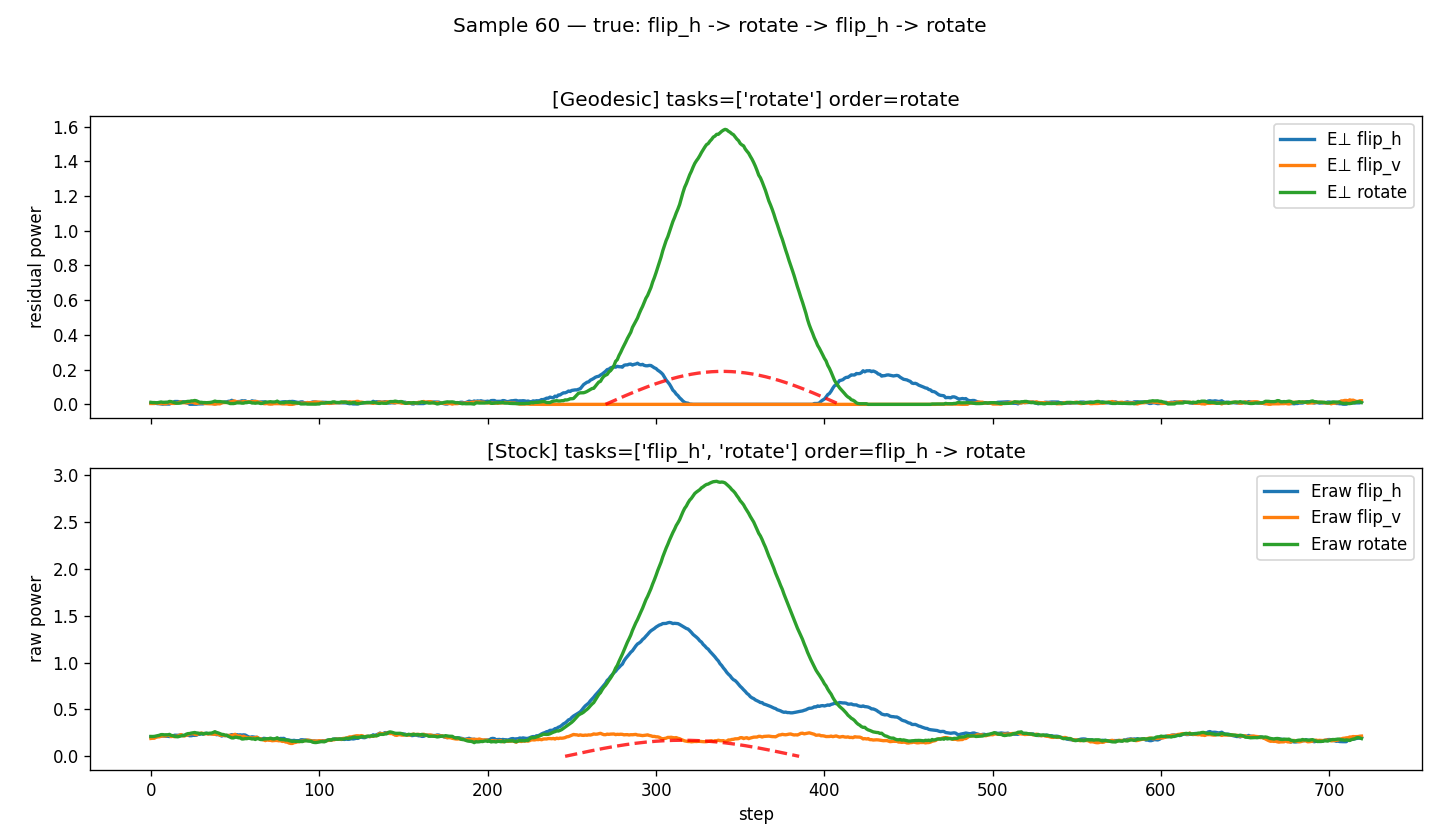 Sample 60 — true: flip_h -> rotate -> flip_h -> rotate
[Geodesic] tasks=['rotate'] order=rotate
residual power
1.6
1.4
1.2
1.0
0.8
0.6
0.4
0.2
0.0
E⊥ flip_h
E⊥ flip_v
E⊥ rotate
[Stock] tasks=['flip_h', 'rotate'] order=flip_h -> rotate
raw power
3.0
2.5
2.0
1.5
1.0
0.5
0.0
Eraw flip_h
Eraw flip_v
Eraw rotate
0 100 200 300 400 500 600 700
step